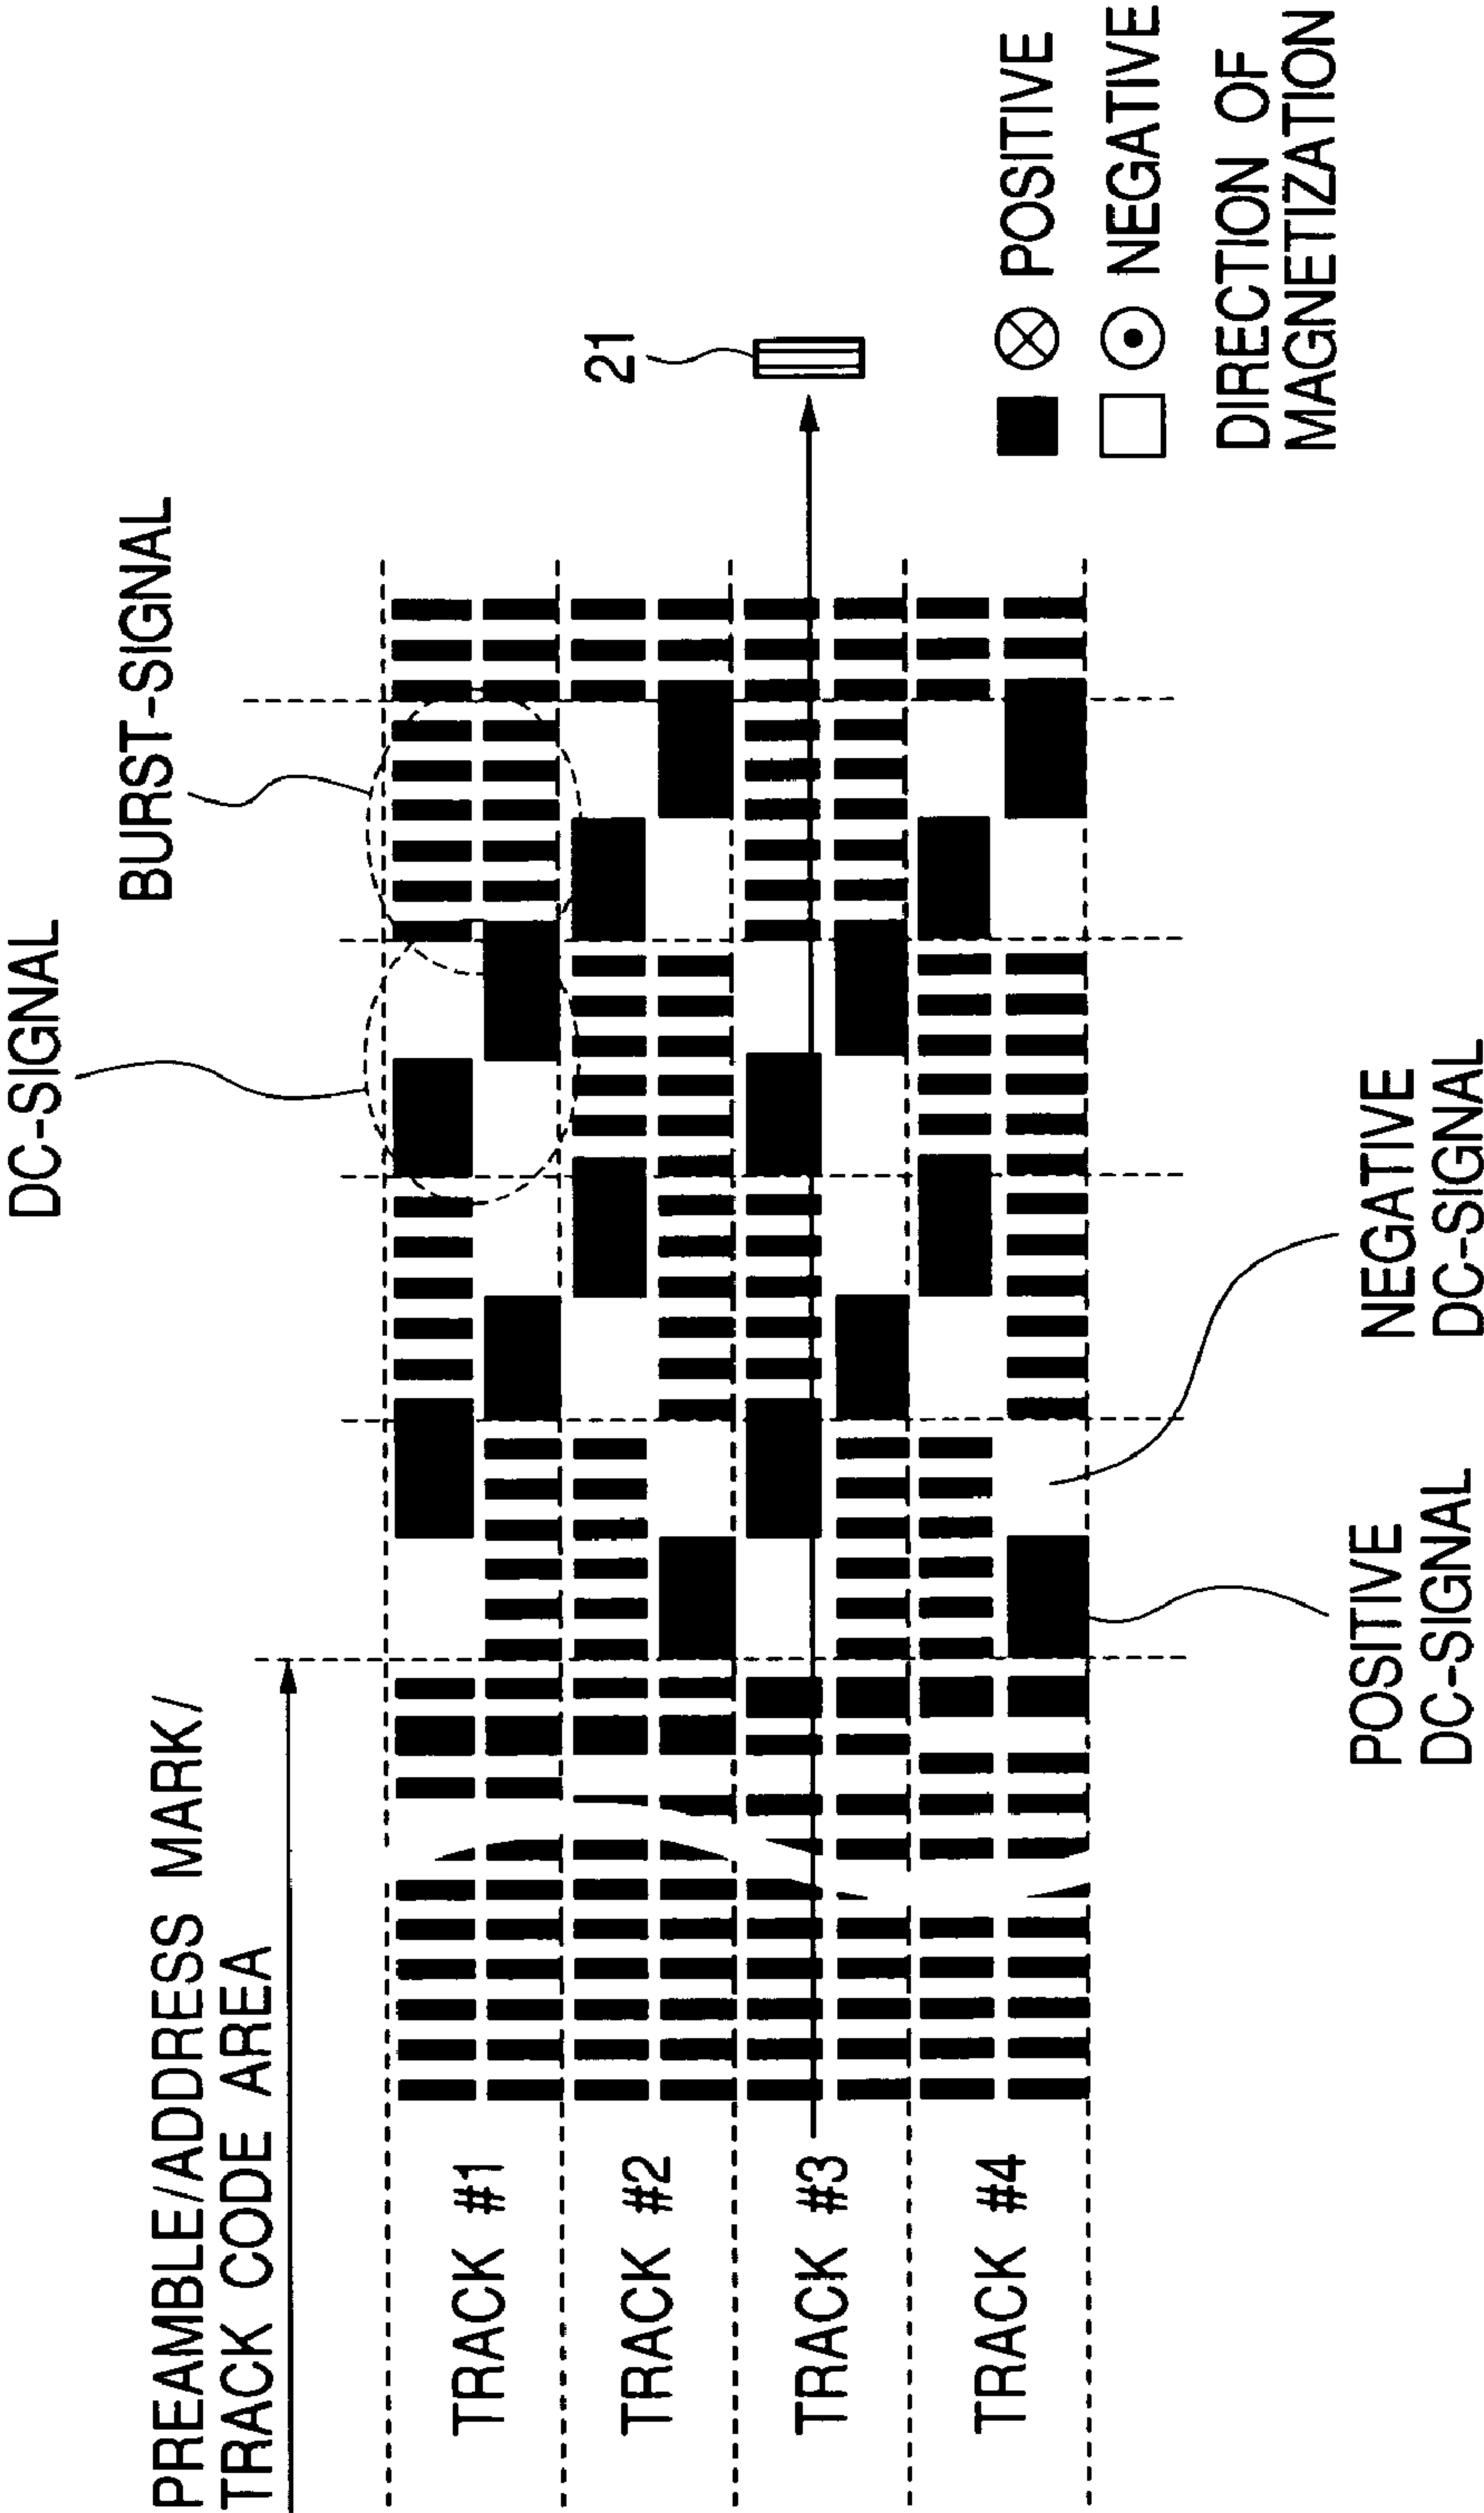 DC-SIGNAL
BURST-SIGNAL
PREAMBLE/ADDRESS MARK/
TRACK CODE AREA
TRACK #1
TRACK #2
TRACK #3
TRACK #4
21
POSITIVE
NEGATIVE
DIRECTION OF
MAGNETIZATION
POSITIVE
DC-SIGNAL
NEGATIVE
DC-SIGNAL